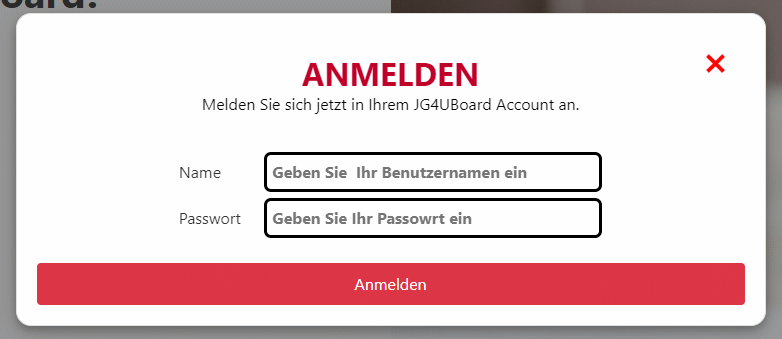 oard?
ANMELDEN
Melden Sie sich jetzt in Ihrem JG4UBoard Account an.
Name
Geben Sie  Ihr Benutzernamen ein
Passwort
Geben Sie Ihr Passowrt ein
Anmelden